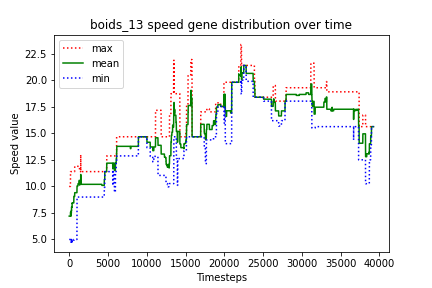 boids_13 speed gene distribution over time
max
mean
min
22.5
20.0
17.5
15.0
12.5
10.0
7.5
5.0
Speed value
0 5000 10000 15000 20000 25000 30000 35000 40000
Timesteps